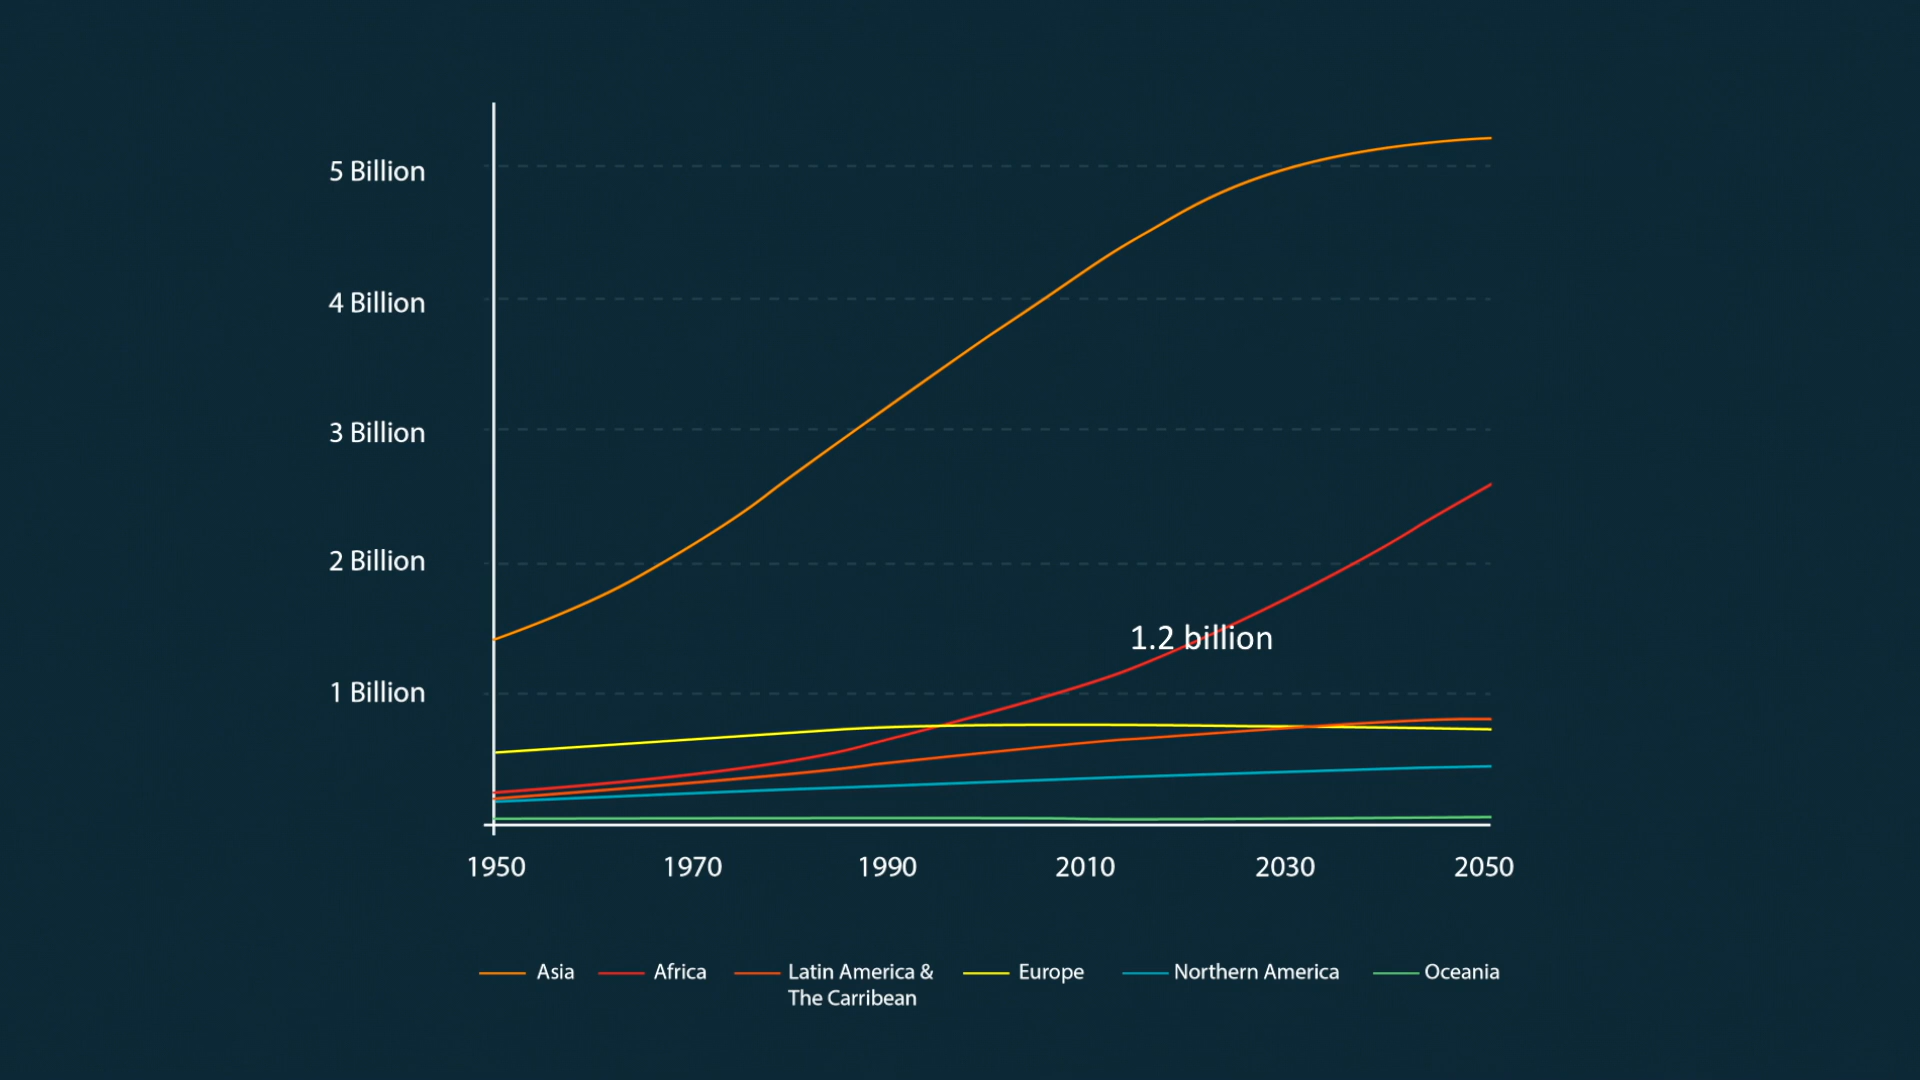 5 Billion
4 Billion
3 Billion
2 Billion
1.2 billion
1 Billion
1950 1970 1990 2010 2030 2050
Asia Africa Latin America & Europe Northern America Oceania
The Carribean